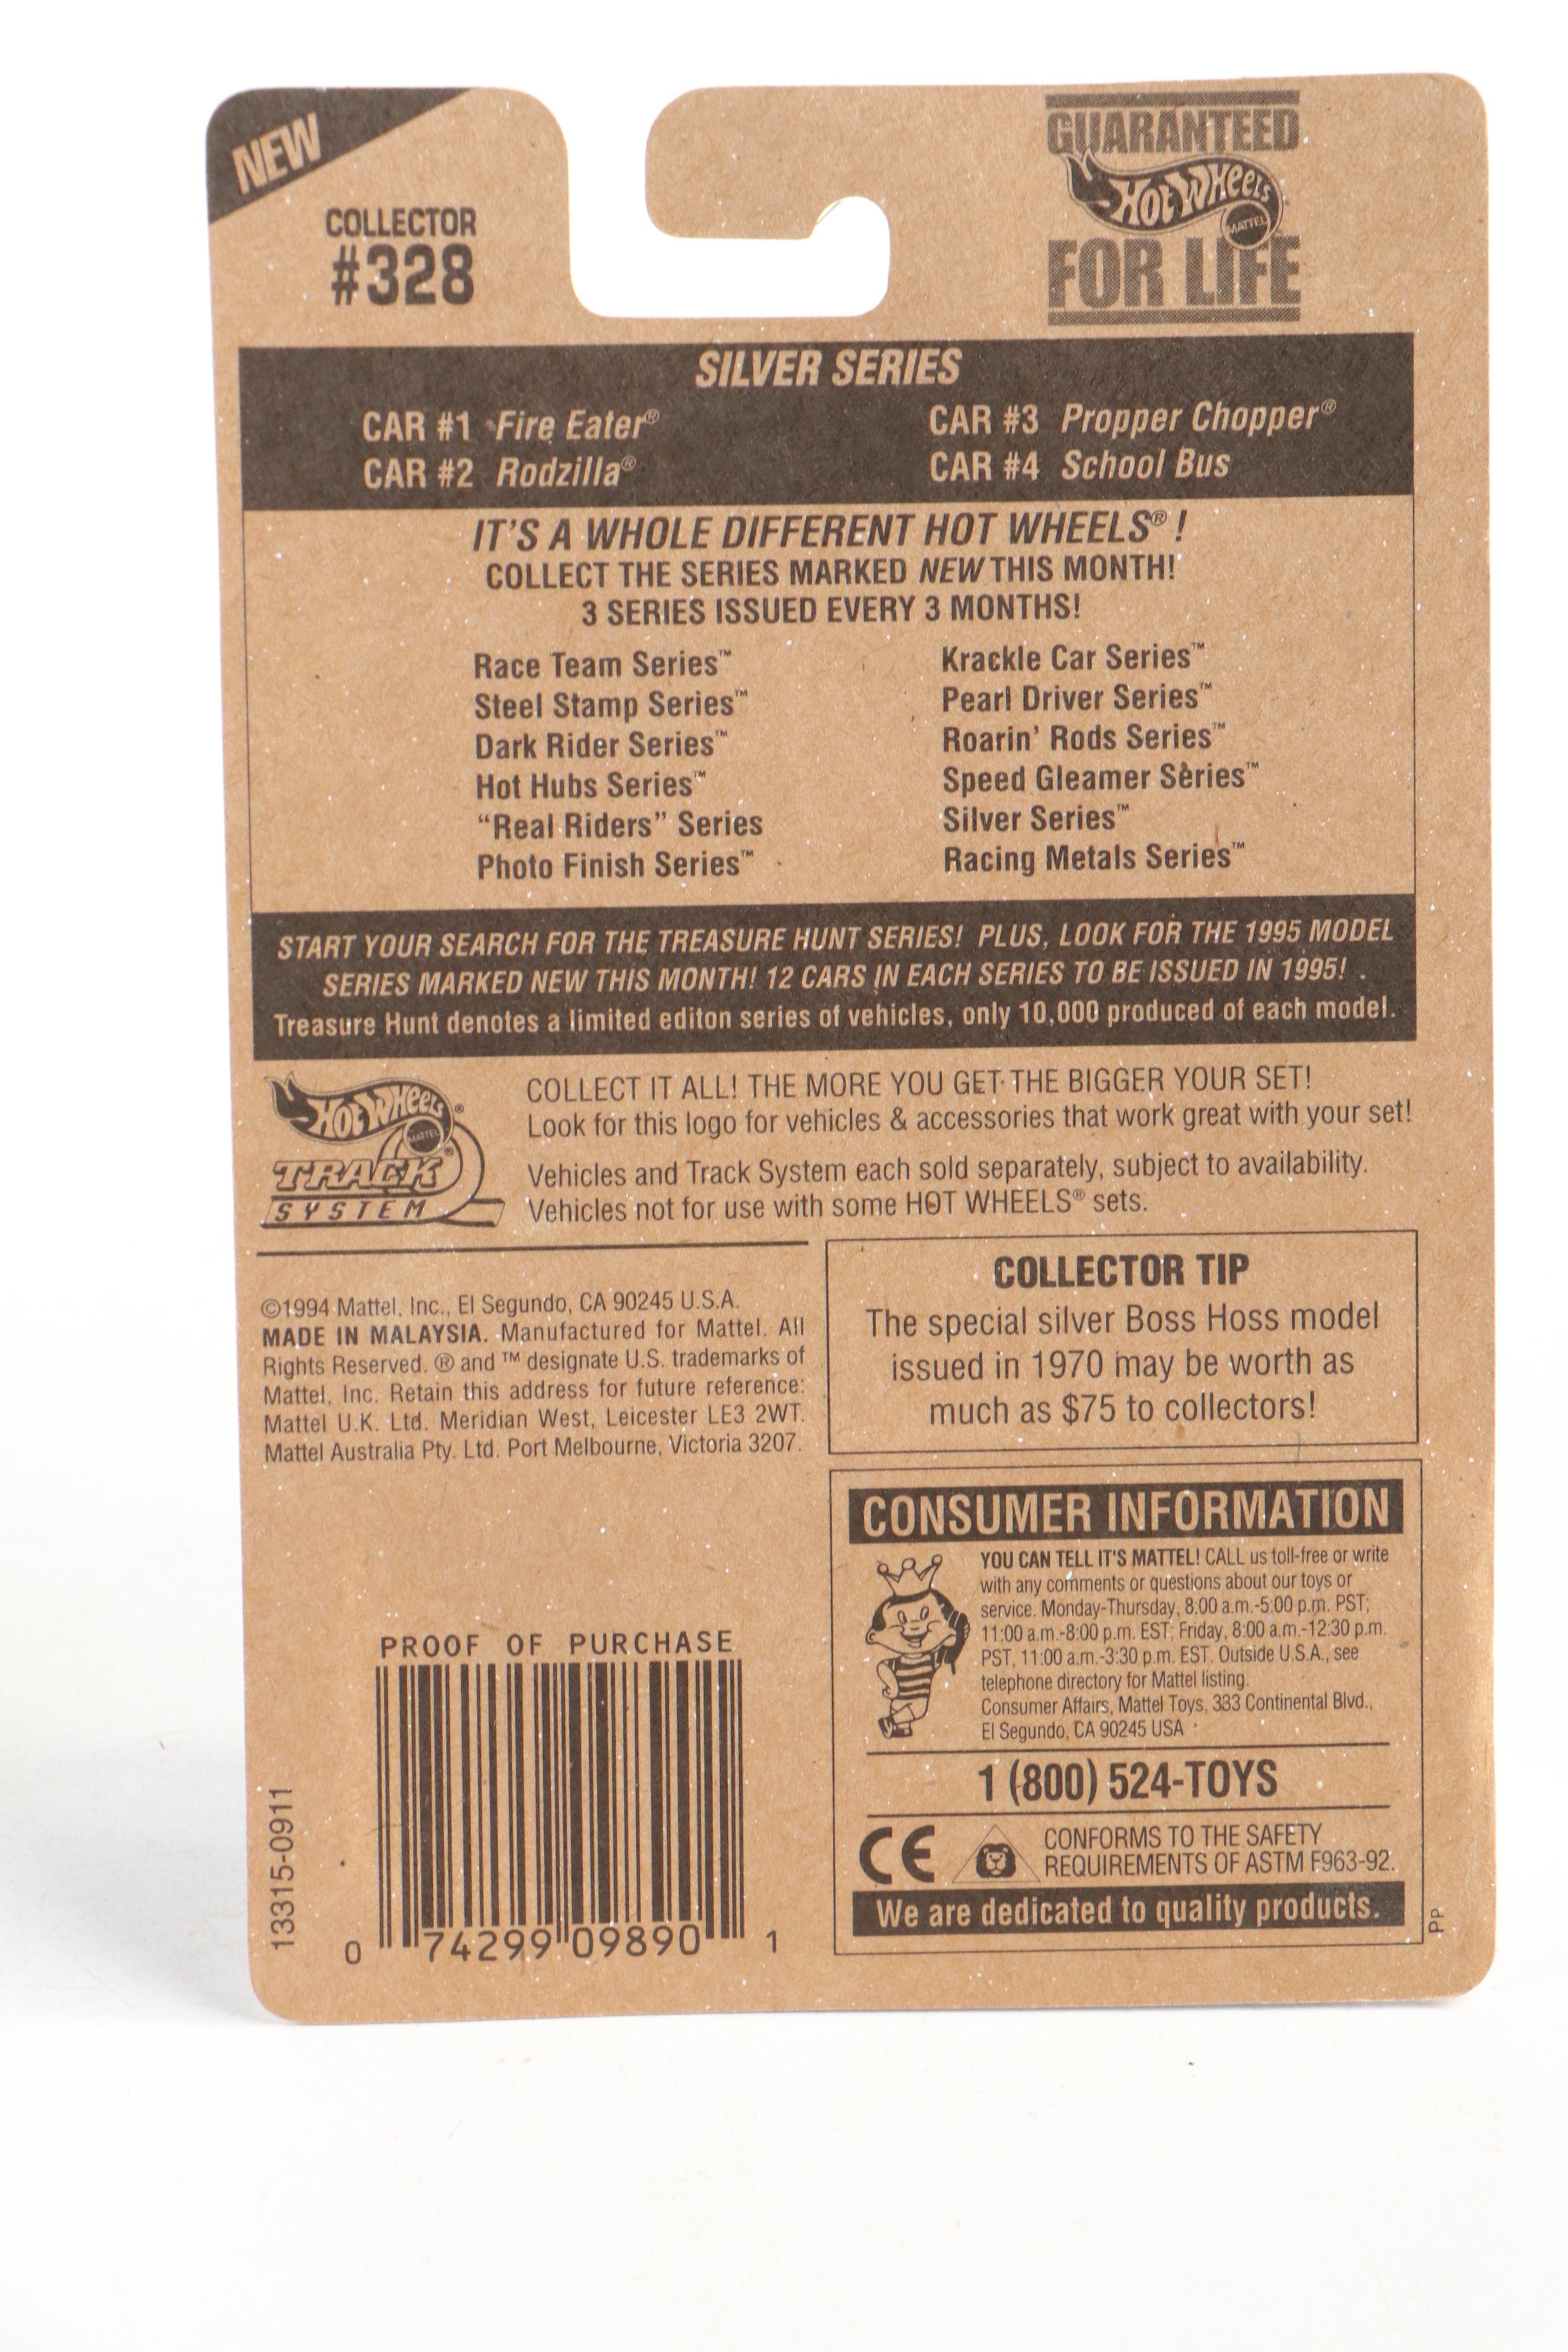 NEW
COLLECTOR
#328
GUARANTEED
HOT WHEELS
MATTEL
FOR LIFE
SILVER SERIES
CAR #1 Fire Eater®
CAR #2 Rodzilla®
CAR #3 Propper Chopper®
CAR #4 School Bus
IT'S A WHOLE DIFFERENT HOT WHEELS®!
COLLECT THE SERIES MARKED NEW THIS MONTH!
3 SERIES ISSUED EVERY 3 MONTHS!
Race Team Series™
Steel Stamp Series™
Dark Rider Series™
Hot Hubs Series™
“Real Riders” Series
Photo Finish Series™
Krackle Car Series™
Pearl Driver Series™
Roarin' Rods Series™
Speed Gleamer Series™
Silver Series™
Racing Metals Series™
START YOUR SEARCH FOR THE TREASURE HUNT SERIES! PLUS, LOOK FOR THE 1995 MODEL
SERIES MARKED NEW THIS MONTH! 12 CARS IN EACH SERIES TO BE ISSUED IN 1995!
Treasure Hunt denotes a limited editon series of vehicles, only 10,000 produced of each model.
HOT WHEELS®
MATTEL
TRACK®
SYSTEM
COLLECT IT ALL! THE MORE YOU GET THE BIGGER YOUR SET!
Look for this logo for vehicles & accessories that work great with your set!
Vehicles and Track System each sold separately, subject to availability.
Vehicles not for use with some HOT WHEELS® sets.
©1994 Mattel, Inc., El Segundo, CA 90245 U.S.A.
MADE IN MALAYSIA. Manufactured for Mattel. All
Rights Reserved. ® and ™ designate U.S. trademarks of
Mattel, Inc. Retain this address for future reference:
Mattel U.K. Ltd. Meridian West, Leicester LE3 2WT.
Mattel Australia Pty. Ltd. Port Melbourne, Victoria 3207.
COLLECTOR TIP
The special silver Boss Hoss model
issued in 1970 may be worth as
much as $75 to collectors!
CONSUMER INFORMATION
YOU CAN TELL IT'S MATTEL! CALL us toll-free or write
with any comments or questions about our toys or
service. Monday-Thursday, 8:00 a.m.-5:00 p.m. PST;
11:00 a.m.-8:00 p.m. EST; Friday, 8:00 a.m.-12:30 p.m.
PST, 11:00 a.m.-3:30 p.m. EST. Outside U.S.A., see
telephone directory for Mattel listing.
Consumer Affairs, Mattel Toys, 333 Continental Blvd.,
El Segundo, CA 90245 USA
1 (800) 524-TOYS
CE
CONFORMS TO THE SAFETY
REQUIREMENTS OF ASTM F963-92.
We are dedicated to quality products.
PP
PROOF OF PURCHASE
0 74299 09890 1
13315-0911